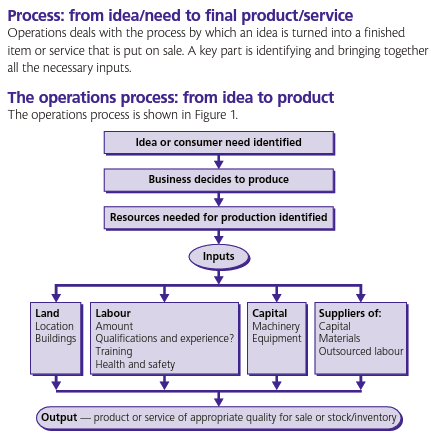 Process: from idea/need to final product/service
Operations deals with the process by which an idea is turned into a finished
item or service that is put on sale. A key part is identifying and bringing together
all the necessary inputs.
The operations process: from idea to product
The operations process is shown in Figure 1.
Idea or consumer need identified
Business decides to produce
Resources needed for production identified
Inputs
Land
Location
Buildings
Labour
Amount
Qualifications and experience?
Training
Health and safety
Capital
Machinery
Equipment
Suppliers of:
Capital
Materials
Outsourced labour
Output — product or service of appropriate quality for sale or stock/inventory